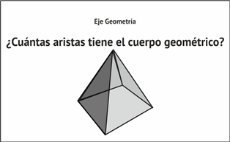 Eje Geometría
¿Cuántas aristas tiene el cuerpo geométrico?